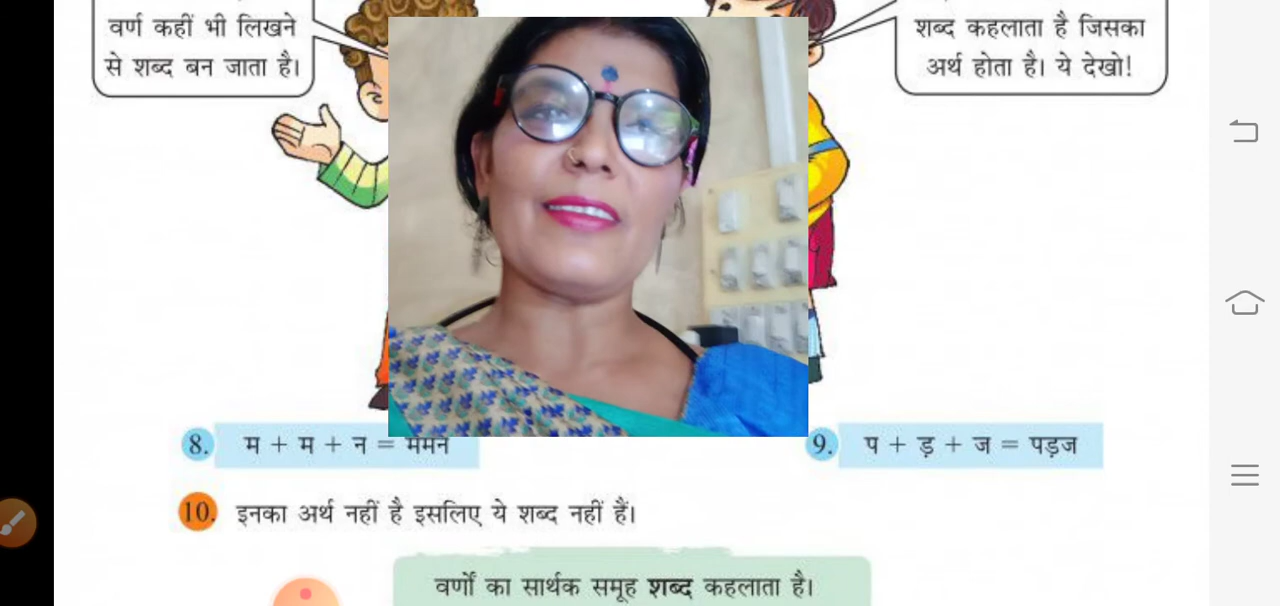 वर्ण कहीं भी लिखने
से शब्द बन जाता है।
शब्द कहलाता है जिसका
अर्थ होता है। ये देखो!
8. म + म + न = ममन
9. प + ड़ + ज = पड़ज
10. इनका अर्थ नहीं है इसलिए ये शब्द नहीं हैं।
वर्णों का सार्थक समूह शब्द कहलाता है।